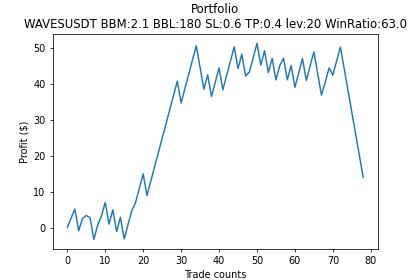 Portfolio
WAVESUSDT BBM:2.1 BBL:180 SL:0.6 TP:0.4 lev:20 WinRatio:63.0
50
40
30
20
10
0
Profit ($)
0 10 20 30 40 50 60 70 80
Trade counts